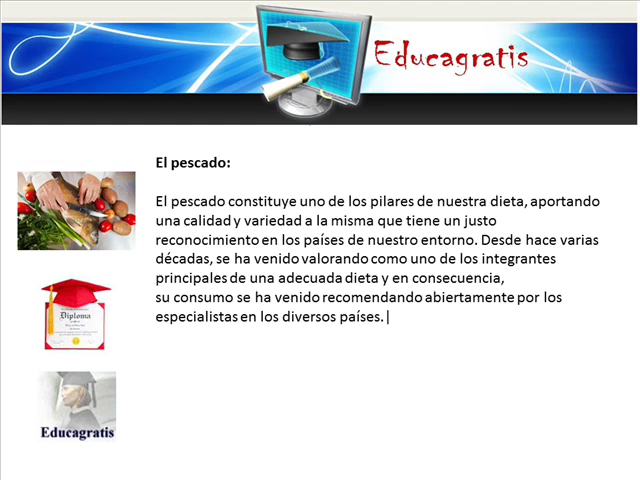 Educagratis
El pescado:
El pescado constituye uno de los pilares de nuestra dieta, aportando
una calidad y variedad a la misma que tiene un justo
reconocimiento en los países de nuestro entorno. Desde hace varias
décadas, se ha venido valorando como uno de los integrantes
principales de una adecuada dieta y en consecuencia,
su consumo se ha venido recomendando abiertamente por los
especialistas en los diversos países.
Diploma
Educagratis